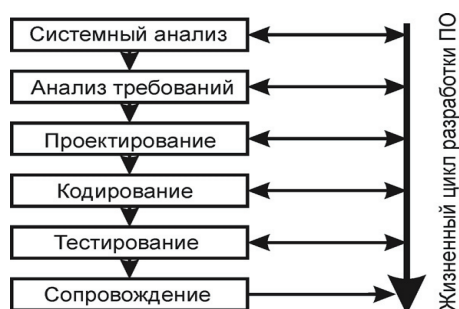 Системный анализ
Анализ требований
Проектирование
Кодирование
Тестирование
Сопровождение
Жизненный цикл разработки ПО